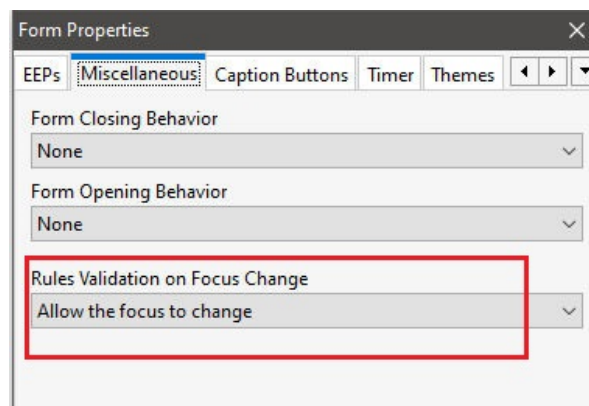 Form Properties
EEPs Miscellaneous Caption Buttons Timer Themes
Form Closing Behavior
None
Form Opening Behavior
None
Rules Validation on Focus Change
Allow the focus to change